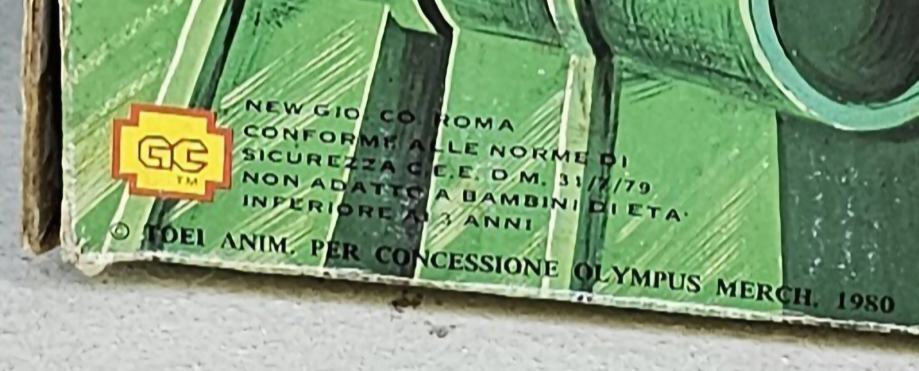 NEW GIO CO. ROMA
CONFORME ALLE NORME DI
SICUREZZA C.E.E. D.M. 31/7/79
NON ADATTO A BAMBINI DI ETA'
INFERIORE AI 3 ANNI
GC
TM
© TOEI ANIM. PER CONCESSIONE OLYMPUS MERCH. 1980